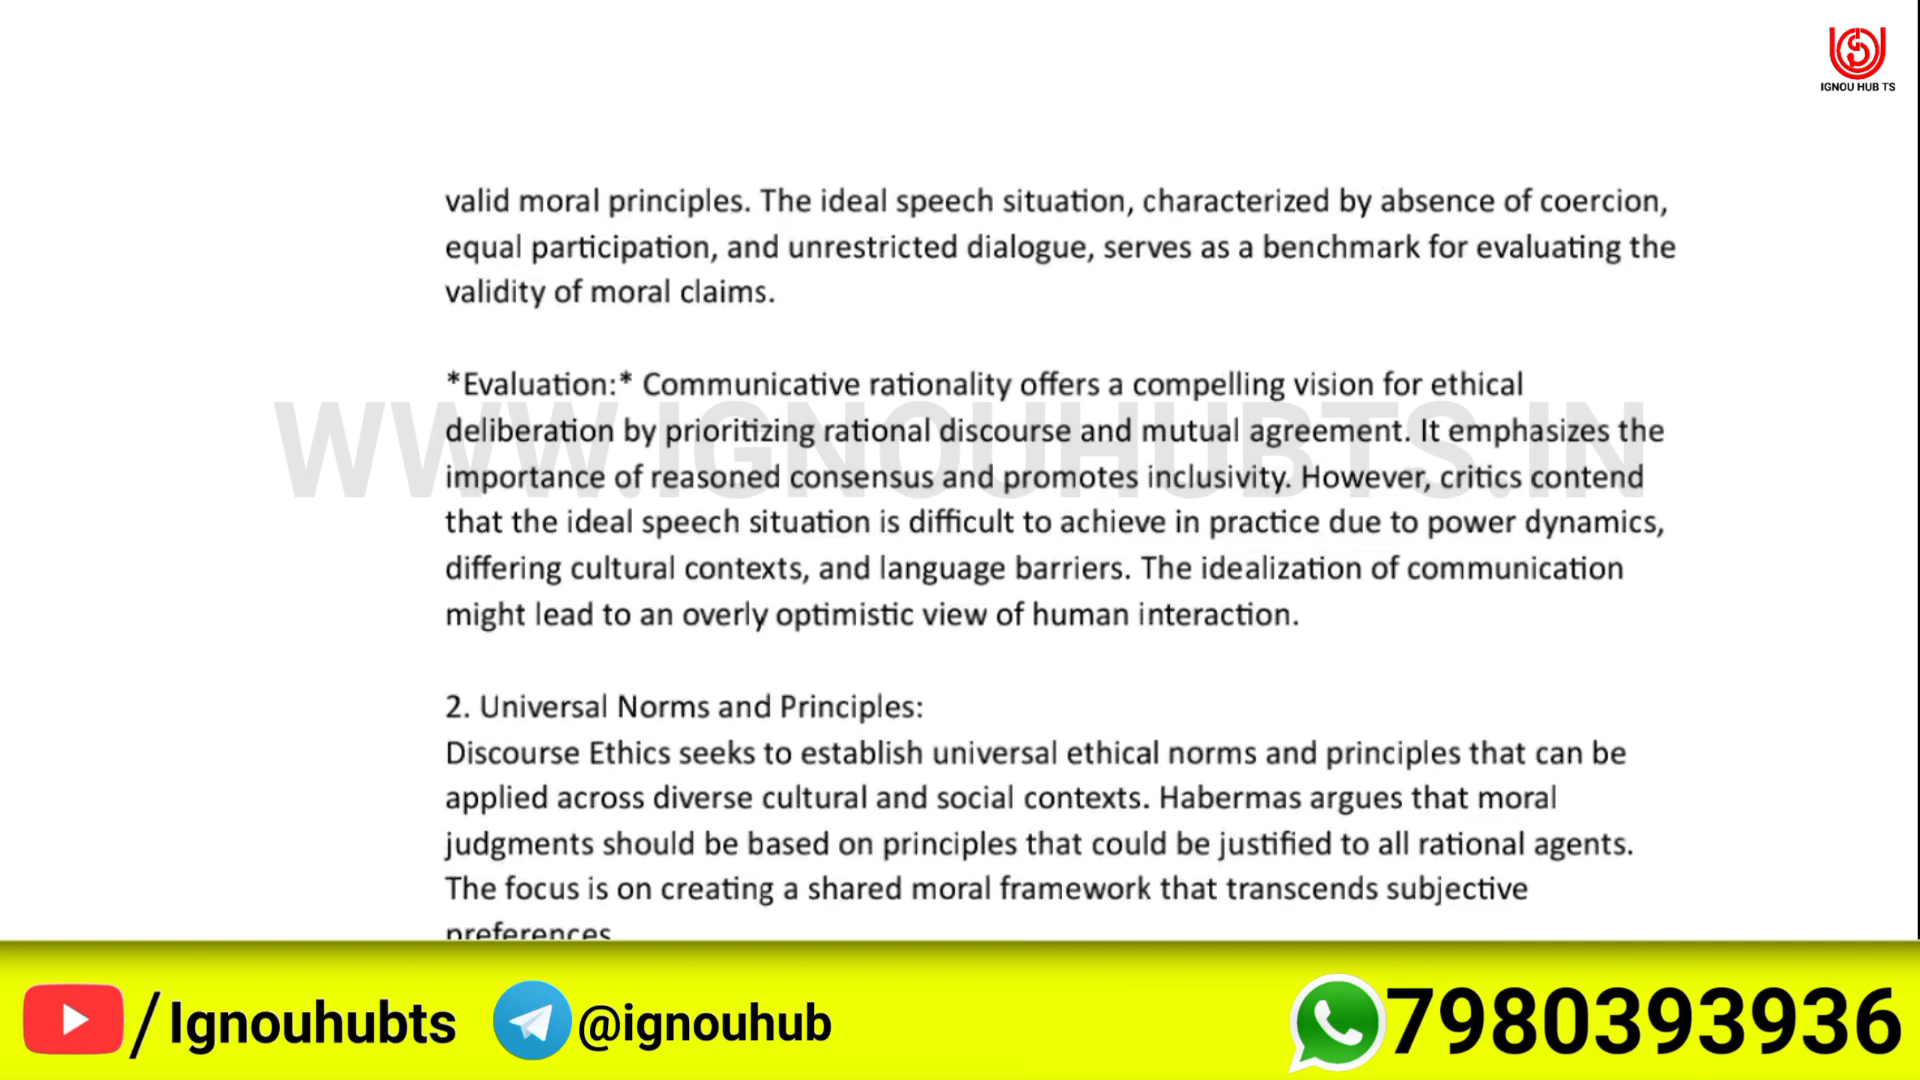 IGNOU HUB TS
valid moral principles. The ideal speech situation, characterized by absence of coercion,
equal participation, and unrestricted dialogue, serves as a benchmark for evaluating the
validity of moral claims.
*Evaluation:* Communicative rationality offers a compelling vision for ethical
WWW.IGNOUHUBTS.IN
deliberation by prioritizing rational discourse and mutual agreement. It emphasizes the
importance of reasoned consensus and promotes inclusivity. However, critics contend
that the ideal speech situation is difficult to achieve in practice due to power dynamics,
differing cultural contexts, and language barriers. The idealization of communication
might lead to an overly optimistic view of human interaction.
2. Universal Norms and Principles:
Discourse Ethics seeks to establish universal ethical norms and principles that can be
applied across diverse cultural and social contexts. Habermas argues that moral
judgments should be based on principles that could be justified to all rational agents.
The focus is on creating a shared moral framework that transcends subjective
preferences
/Ignouhubts @ignouhub 7980393936